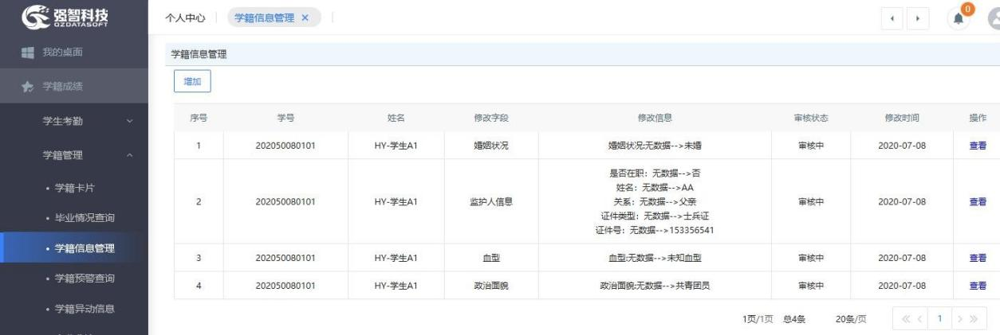 强智科技
QZDATASOFT
个人中心
学籍信息管理 ×
0
我的桌面
学籍成绩
学生考勤
学籍管理
• 学籍卡片
• 毕业情况查询
• 学籍信息管理
• 学籍预警查询
• 学籍异动信息
学籍信息管理
增加
序号 学号 姓名 修改字段 修改信息 审核状态 修改时间 操作
1 202050080101 HY-学生A1 婚姻状况 婚姻状况:无数据-->未婚 审核中 2020-07-08 查看
是否在职：无数据-->否
姓名：无数据-->AA
2 202050080101 HY-学生A1 监护人信息 关系：无数据-->父亲 审核中 2020-07-08 查看
证件类型：无数据-->士兵证
证件号：无数据-->153356541
3 202050080101 HY-学生A1 血型 血型:无数据-->未知血型 审核中 2020-07-08 查看
4 202050080101 HY-学生A1 政治面貌 政治面貌:无数据-->共青团员 审核中 2020-07-08 查看
1页/1页 总4条 20条/页 1